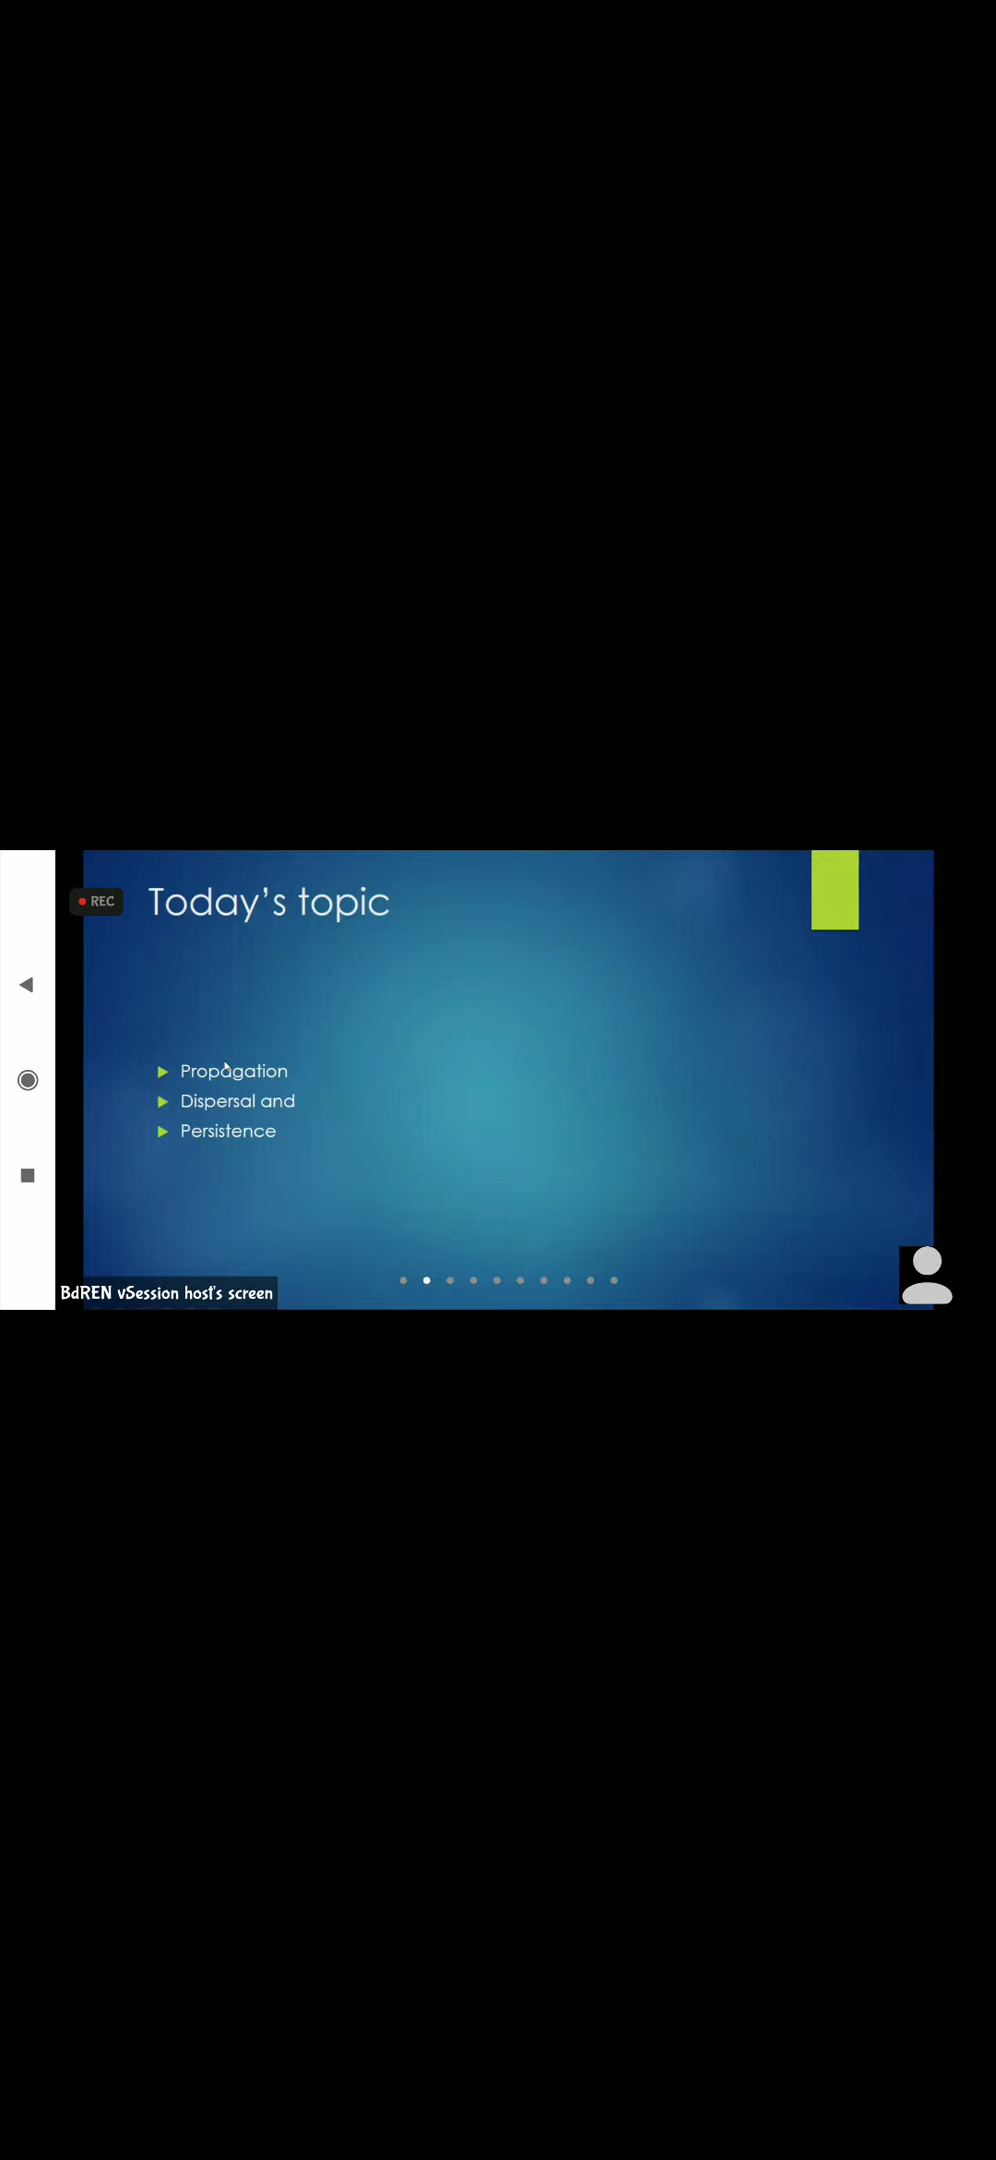 REC
Today's topic
Propagation
Dispersal and
Persistence
BdREN vSession host's screen